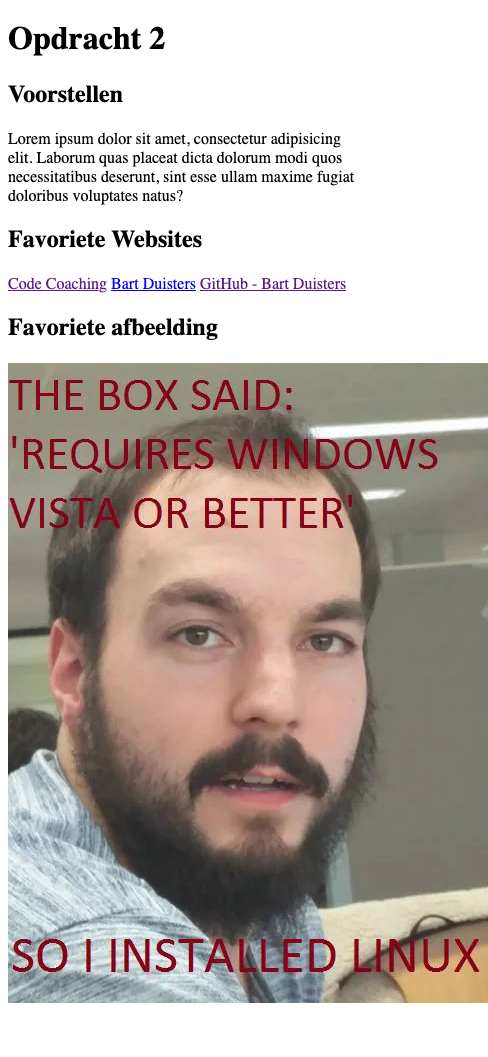 Opdracht 2
Voorstellen
Lorem ipsum dolor sit amet, consectetur adipisicing
elit. Laborum quas placeat dicta dolorum modi quos
necessitatibus deserunt, sint esse ullam maxime fugiat
doloribus voluptates natus?
Favoriete Websites
Code Coaching Bart Duisters GitHub - Bart Duisters
Favoriete afbeelding
THE BOX SAID:
'REQUIRES WINDOWS
VISTA OR BETTER'
SO I INSTALLED LINUX